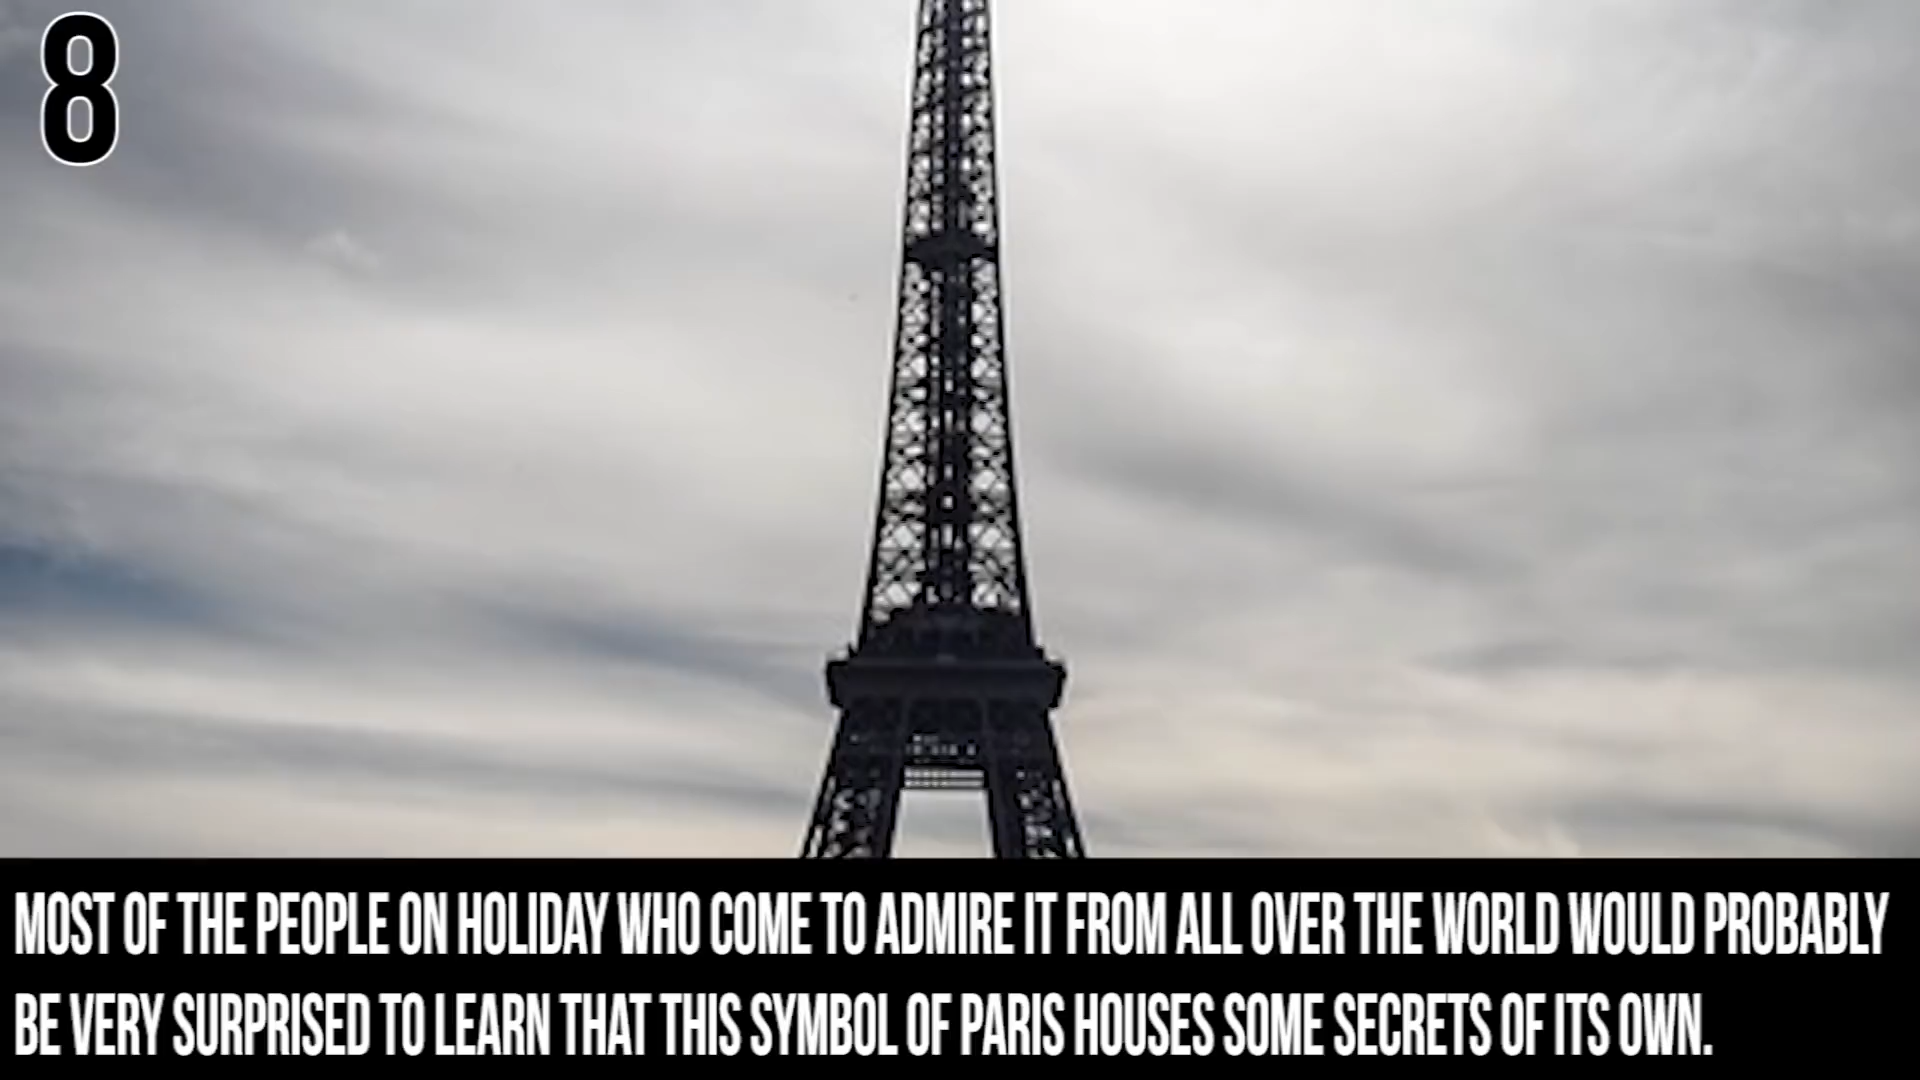 8
MOST OF THE PEOPLE ON HOLIDAY WHO COME TO ADMIRE IT FROM ALL OVER THE WORLD WOULD PROBABLY
BE VERY SURPRISED TO LEARN THAT THIS SYMBOL OF PARIS HOUSES SOME SECRETS OF ITS OWN.